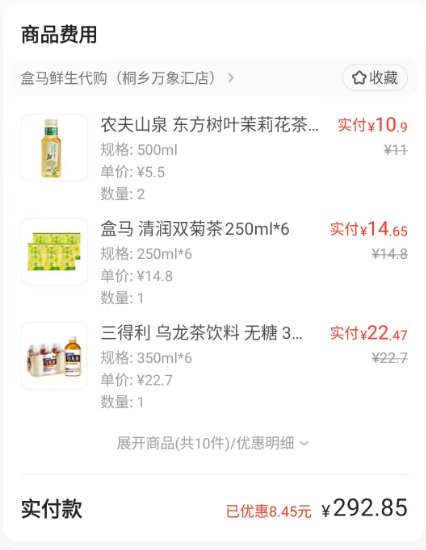 商品费用
盒马鲜生代购（桐乡万象汇店）
收藏
农夫山泉 东方树叶茉莉花茶... 实付¥10.9
规格: 500ml ¥11
单价: ¥5.5
数量: 2
盒马 清润双菊茶250ml*6 实付¥14.65
规格: 250ml*6 ¥14.8
单价: ¥14.8
数量: 1
三得利 乌龙茶饮料 无糖 3... 实付¥22.47
规格: 350ml*6 ¥22.7
单价: ¥22.7
数量: 1
展开商品(共10件)/优惠明细
实付款 已优惠8.45元 ¥292.85